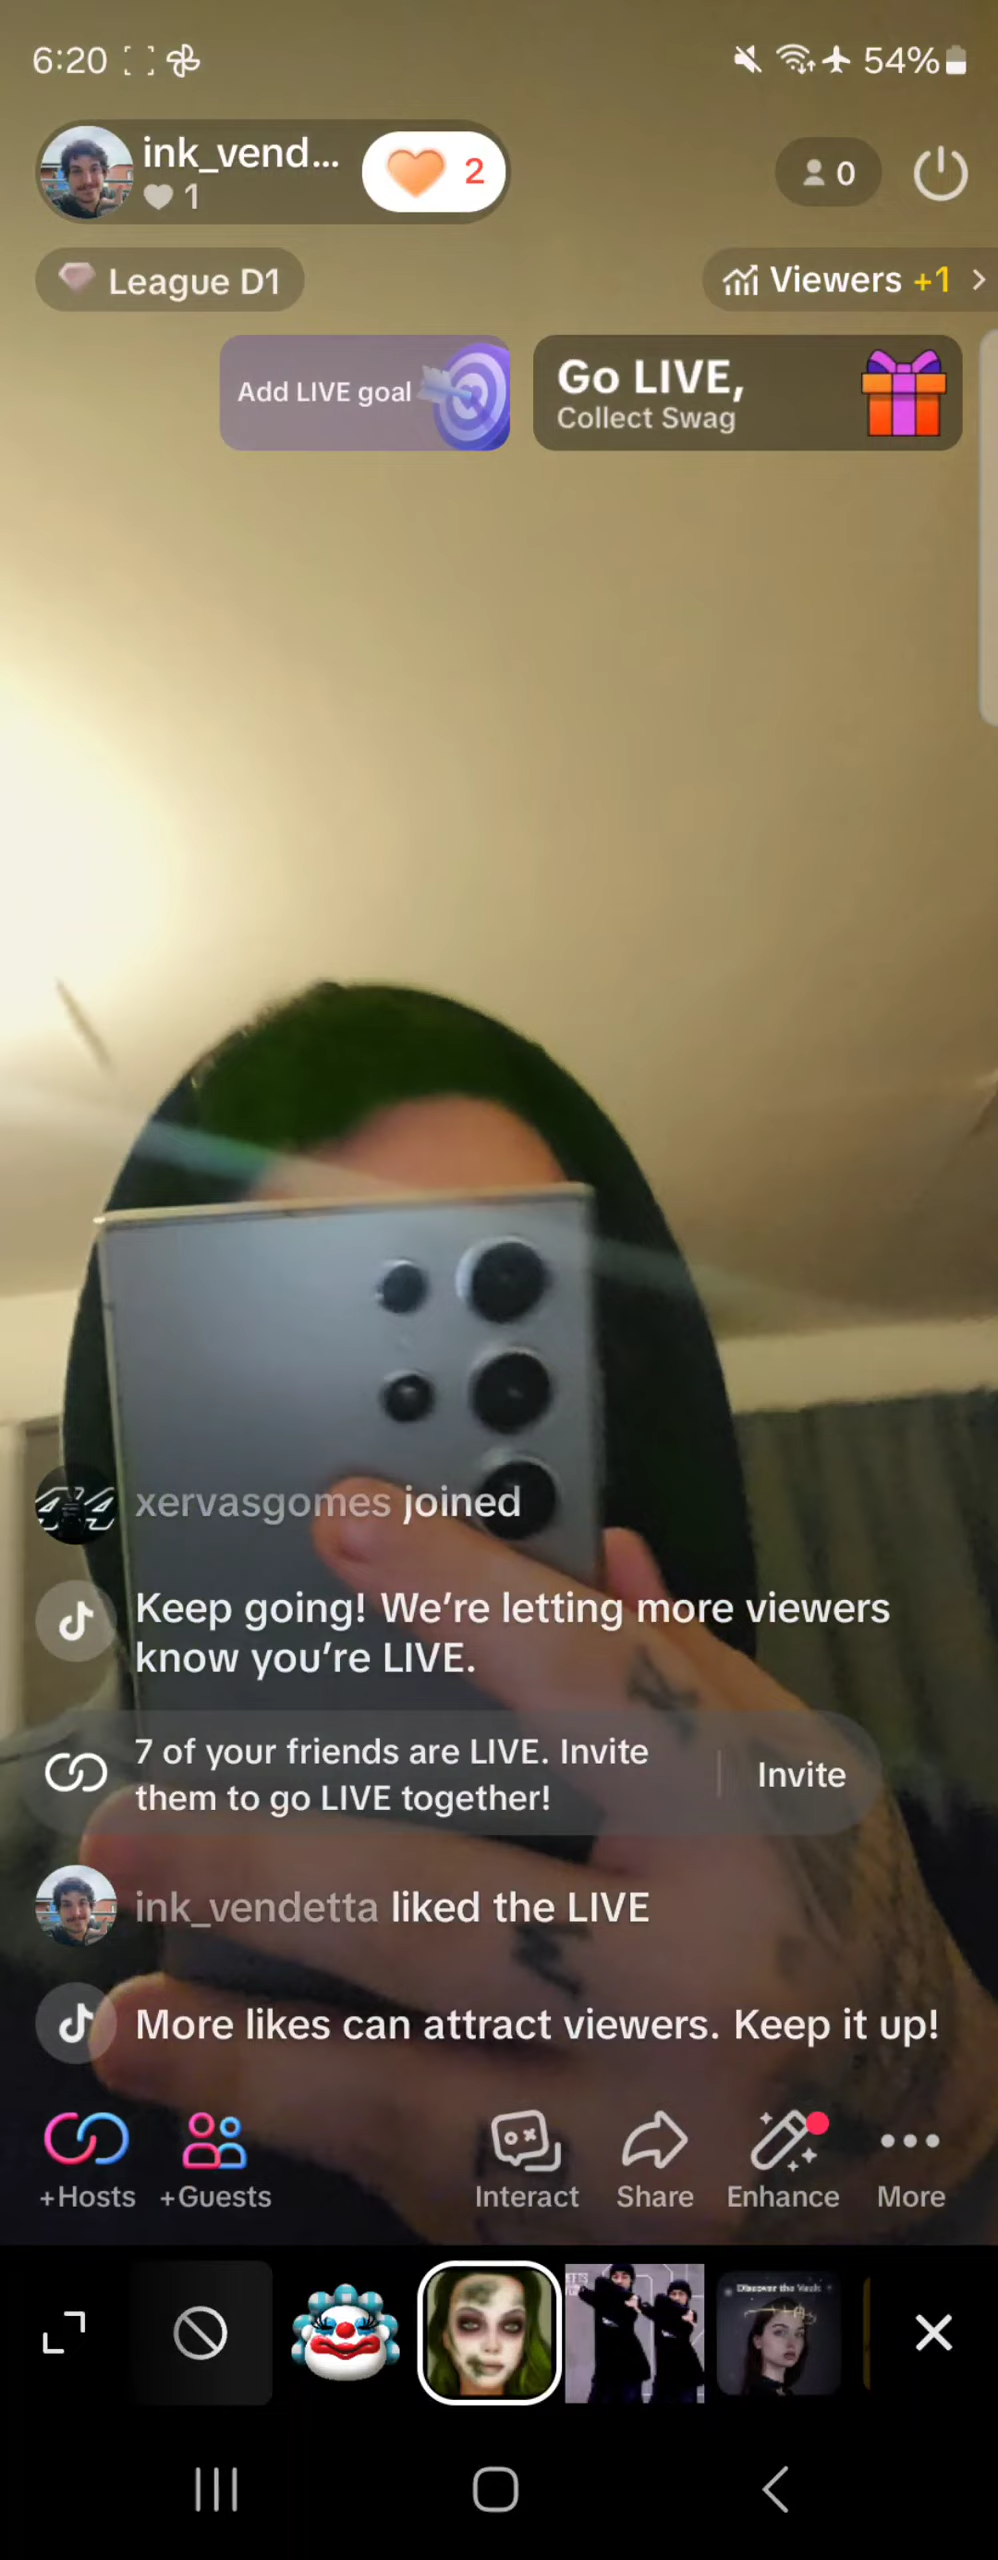 6:20
54%
ink_vend...
1
2
0
League D1
Viewers +1
Add LIVE goal
Go LIVE,
Collect Swag
xervasgomes joined
Keep going! We're letting more viewers
know you're LIVE.
7 of your friends are LIVE. Invite
them to go LIVE together!
Invite
ink_vendetta liked the LIVE
More likes can attract viewers. Keep it up!
+Hosts
+Guests
Interact
Share
Enhance
More
Discover the Vault